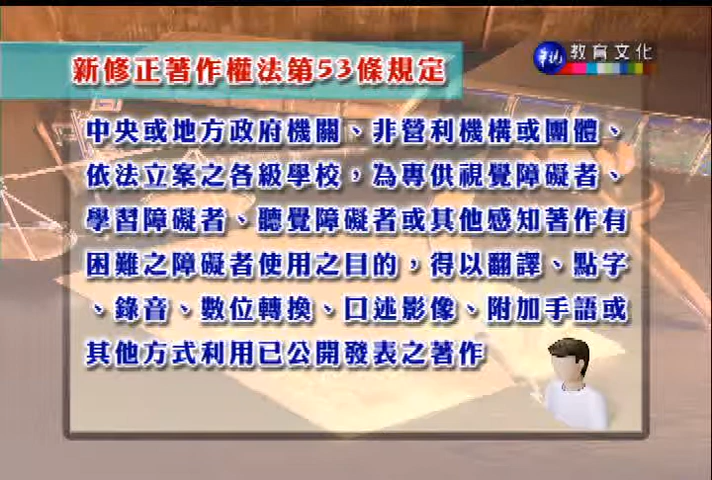 新修正著作權法第53條規定
教育文化
中央或地方政府機關、非營利機構或團體、
依法立案之各級學校，為專供視覺障礙者、
學習障礙者、聽覺障礙者或其他感知著作有
困難之障礙者使用之目的，得以翻譯、點字
、錄音、數位轉換、口述影像、附加手語或
其他方式利用已公開發表之著作